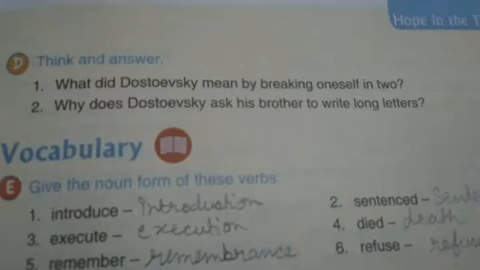 Hope in the T
D Think and answer.
1. What did Dostoevsky mean by breaking oneself in two?
2. Why does Dostoevsky ask his brother to write long letters?
Vocabulary
E Give the noun form of these verbs:
1. introduce – Introduction
2. sentenced – Sente
3. execute – execution
4. died – death
5. remember – remembrance
6. refuse – refus